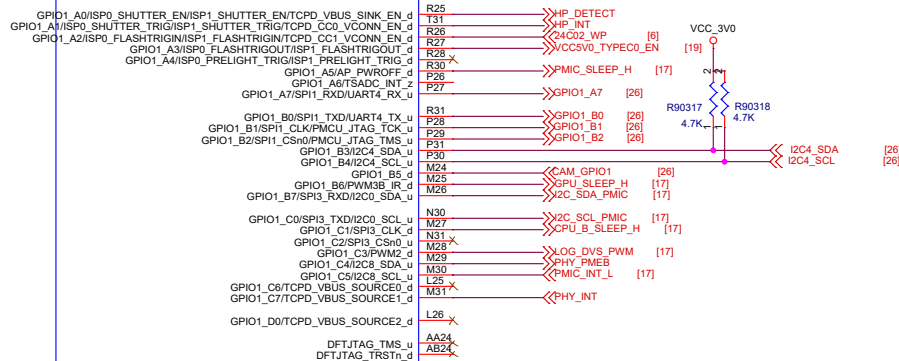 GPIO1_A0/ISP0_SHUTTER_EN/ISP1_SHUTTER_EN/TCPD_VBUS_SINK_EN_d R25 HP_DETECT
GPIO1_A1/ISP0_SHUTTER_TRIG/ISP1_SHUTTER_TRIG/TCPD_CC0_VCONN_EN_d T31 HP_INT
GPIO1_A2/ISP0_FLASHTRIGIN/ISP1_FLASHTRIGIN/TCPD_CC1_VCONN_EN_d R26 24C02_WP [6]
GPIO1_A3/ISP0_FLASHTRIGOUT/ISP1_FLASHTRIGOUT_d R27 VCC5V0_TYPEC0_EN [19]
GPIO1_A4/ISP0_PRELIGHT_TRIG/ISP1_PRELIGHT_TRIG_d R28
GPIO1_A5/AP_PWROFF_d R30 PMIC_SLEEP_H [17]
GPIO1_A6/TSADC_INT_z P26
GPIO1_A7/SPI1_RXD/UART4_RX_u P27 GPIO1_A7 [26]
VCC_3V0
2 2
R90317 R90318
4.7K 4.7K
1 1
GPIO1_B0/SPI1_TXD/UART4_TX_u R31 GPIO1_B0 [26]
GPIO1_B1/SPI1_CLK/PMCU_JTAG_TCK_u P28 GPIO1_B1 [26]
GPIO1_B2/SPI1_CSn0/PMCU_JTAG_TMS_u P29 GPIO1_B2 [26]
GPIO1_B3/I2C4_SDA_u P31 I2C4_SDA [26]
GPIO1_B4/I2C4_SCL_u P30 I2C4_SCL [26]
GPIO1_B5_d M24 CAM_GPIO1 [26]
GPIO1_B6/PWM3B_IR_d M25 GPU_SLEEP_H [17]
GPIO1_B7/SPI3_RXD/I2C0_SDA_u M26 I2C_SDA_PMIC [17]
GPIO1_C0/SPI3_TXD/I2C0_SCL_u N30 I2C_SCL_PMIC [17]
GPIO1_C1/SPI3_CLK_d M27 CPU_B_SLEEP_H [17]
GPIO1_C2/SPI3_CSn0_u N31
GPIO1_C3/PWM2_d M28 LOG_DVS_PWM [17]
GPIO1_C4/I2C8_SDA_u M29 PHY_PMEB
GPIO1_C5/I2C8_SCL_u M30 PMIC_INT_L [17]
GPIO1_C6/TCPD_VBUS_SOURCE0_d L25
GPIO1_C7/TCPD_VBUS_SOURCE1_d M31 PHY_INT
GPIO1_D0/TCPD_VBUS_SOURCE2_d L26
DFTJTAG_TMS_u AA24
DFTJTAG_TRSTn_d AB24